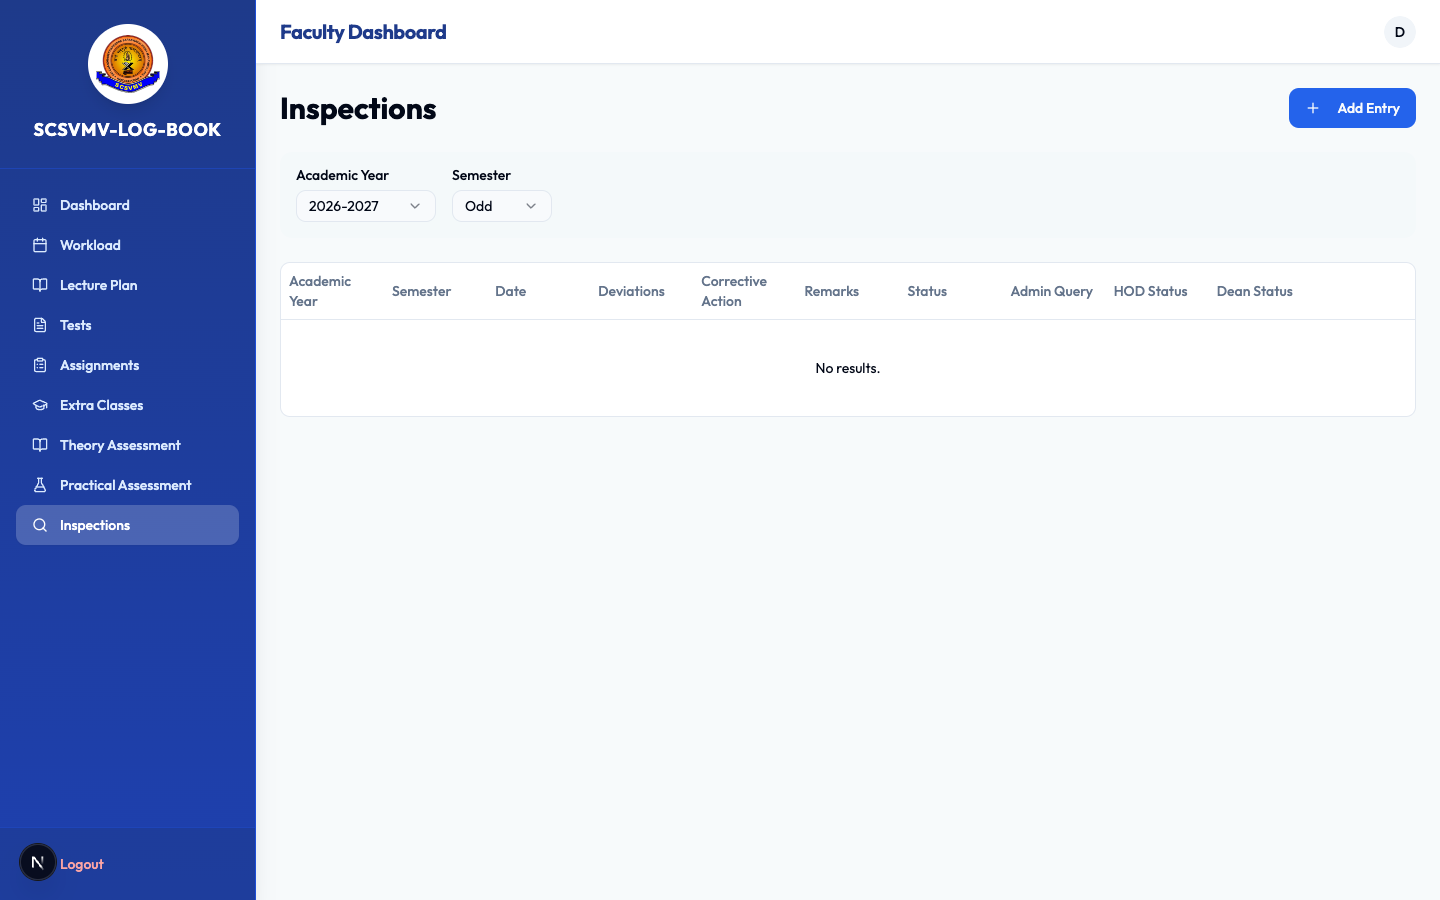 SCSVMV
SCSVMV-LOG-BOOK
Dashboard
Workload
Lecture Plan
Tests
Assignments
Extra Classes
Theory Assessment
Practical Assessment
Inspections
N
Logout
Faculty Dashboard
D
Inspections
Add Entry
Academic Year
Semester
2026-2027
Odd
Academic
Year
Semester
Date
Deviations
Corrective
Action
Remarks
Status
Admin Query
HOD Status
Dean Status
No results.